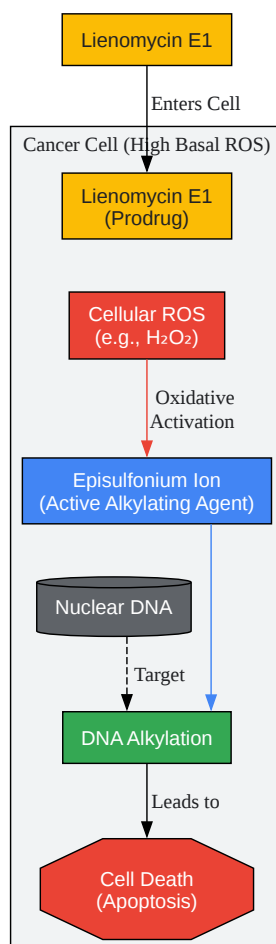 Lienomycin E1
Enters Cell
Cancer Cell (High Basal ROS)
Lienomycin E1
(Prodrug)
Cellular ROS
(e.g., H₂O₂)
Oxidative
Activation
Episulfonium Ion
(Active Alkylating Agent)
Nuclear DNA
Target
DNA Alkylation
Leads to
Cell Death
(Apoptosis)